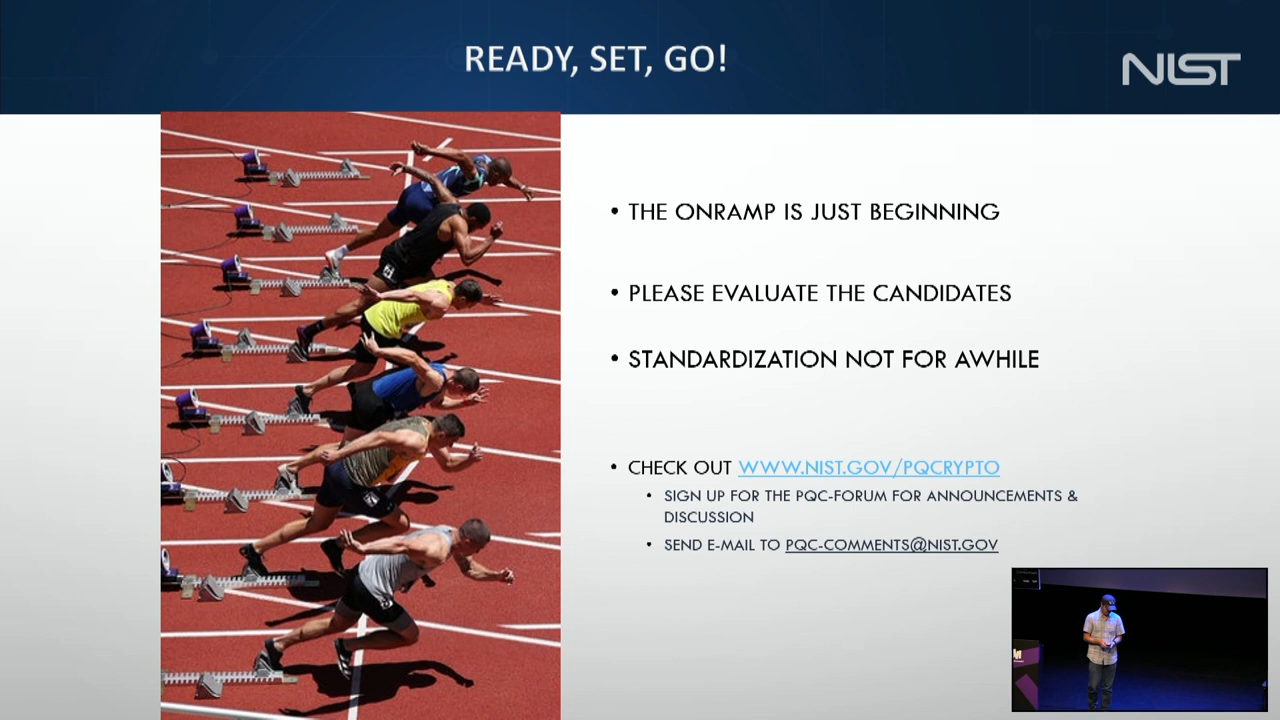 READY, SET, GO!
NIST
• THE ONRAMP IS JUST BEGINNING
• PLEASE EVALUATE THE CANDIDATES
• STANDARDIZATION NOT FOR AWHILE
• CHECK OUT WWW.NIST.GOV/PQCRYPTO
• SIGN UP FOR THE PQC-FORUM FOR ANNOUNCEMENTS &
DISCUSSION
• SEND E-MAIL TO PQC-COMMENTS@NIST.GOV